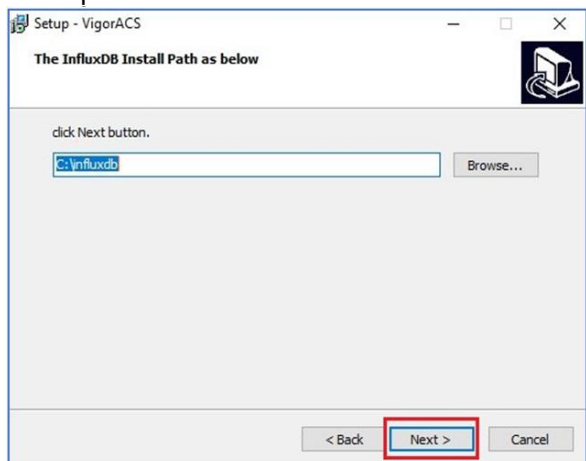 Setup - VigorACS
The InfluxDB Install Path as below
click Next button.
C:\influxdb
Browse...
< Back
Next >
Cancel